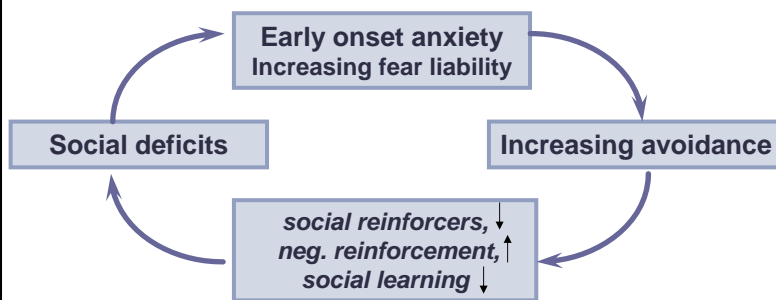 Early onset anxiety
Increasing fear liability
Increasing avoidance
social reinforcers, ↓
neg. reinforcement, ↑
social learning ↓
Social deficits